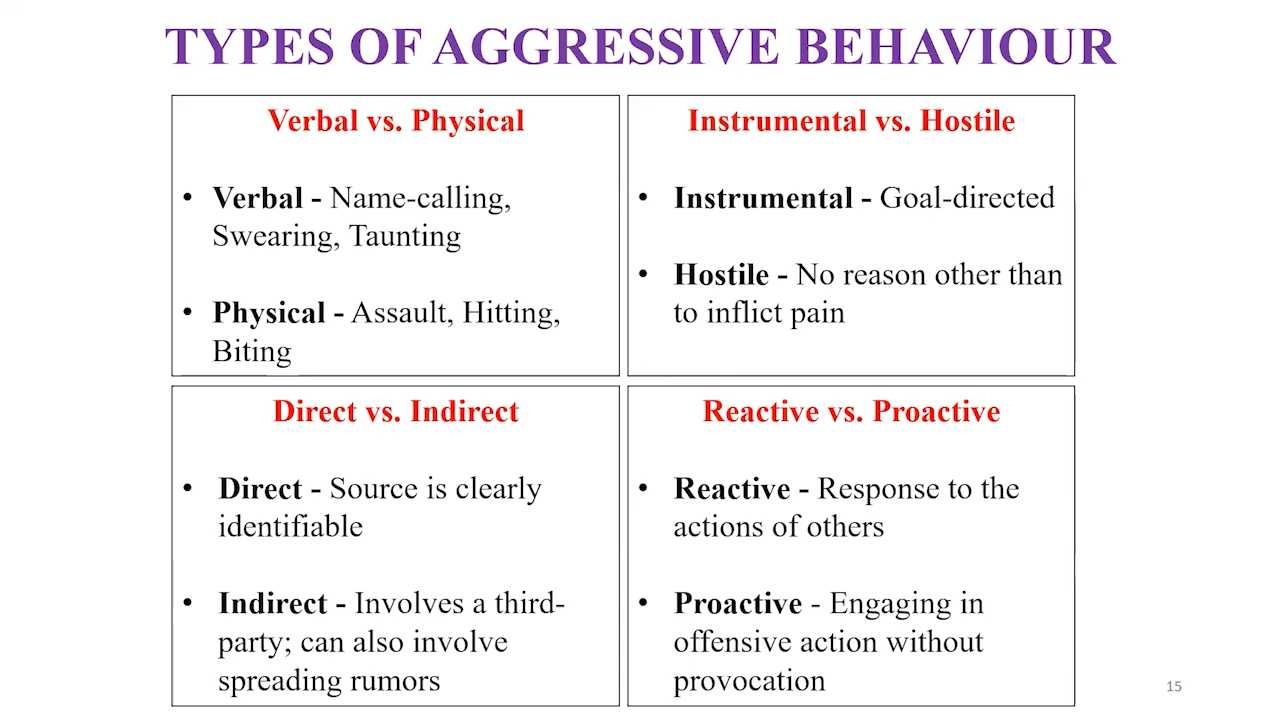 TYPES OF AGGRESSIVE BEHAVIOUR
Verbal vs. Physical
• Verbal - Name-calling,
Swearing, Taunting
• Physical - Assault, Hitting,
Biting
Instrumental vs. Hostile
• Instrumental - Goal-directed
• Hostile - No reason other than
to inflict pain
Direct vs. Indirect
• Direct - Source is clearly
identifiable
• Indirect - Involves a third-
party; can also involve
spreading rumors
Reactive vs. Proactive
• Reactive - Response to the
actions of others
• Proactive - Engaging in
offensive action without
provocation
15